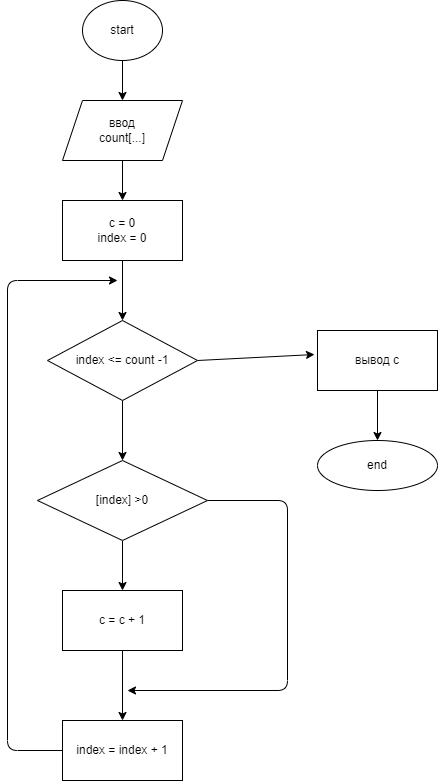 start
ввод
count[...]
c = 0
index = 0
index <= count -1
вывод c
end
[index] >0
c = c + 1
index = index + 1